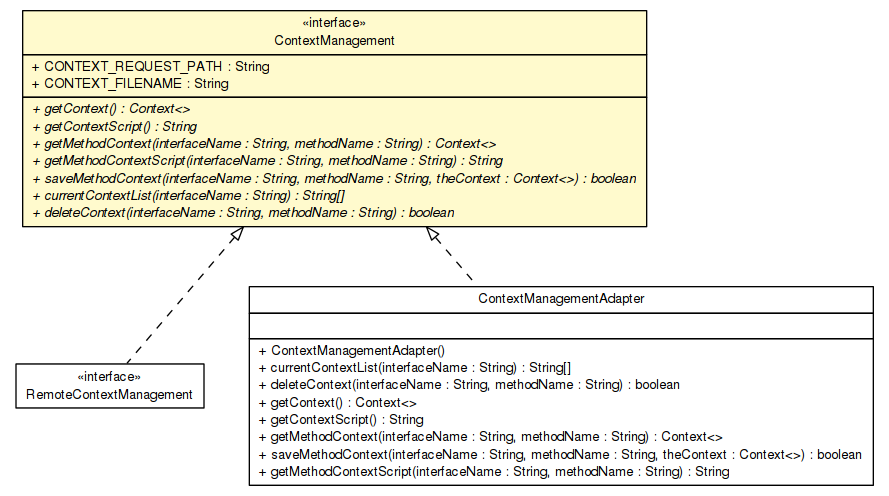 «interface»
ContextManagement
+ CONTEXT_REQUEST_PATH : String
+ CONTEXT_FILENAME : String
+ getContext() : Context<>
+ getContextScript() : String
+ getMethodContext(interfaceName : String, methodName : String) : Context<>
+ getMethodContextScript(interfaceName : String, methodName : String) : String
+ saveMethodContext(interfaceName : String, methodName : String, theContext : Context<>) : boolean
+ currentContextList(interfaceName : String) : String[]
+ deleteContext(interfaceName : String, methodName : String) : boolean
«interface»
RemoteContextManagement
ContextManagementAdapter
+ ContextManagementAdapter()
+ currentContextList(interfaceName : String) : String[]
+ deleteContext(interfaceName : String, methodName : String) : boolean
+ getContext() : Context<>
+ getContextScript() : String
+ getMethodContext(interfaceName : String, methodName : String) : Context<>
+ saveMethodContext(interfaceName : String, methodName : String, theContext : Context<>) : boolean
+ getMethodContextScript(interfaceName : String, methodName : String) : String